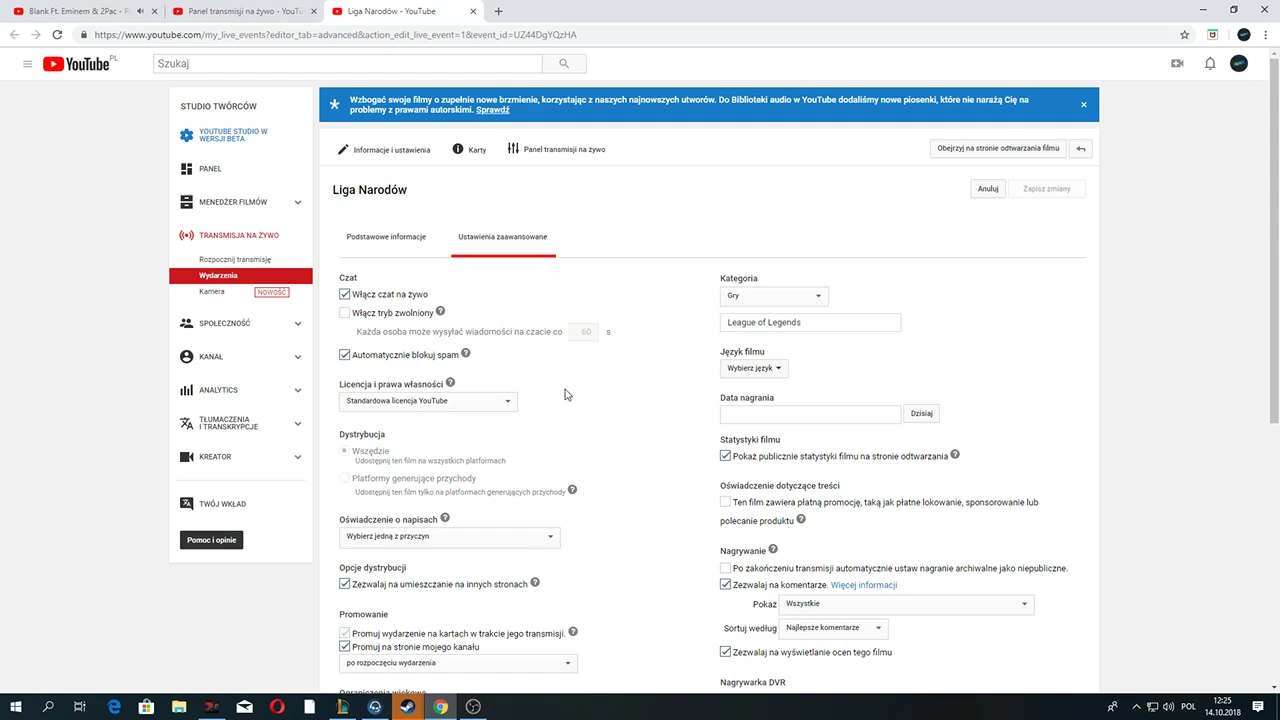 Blank Ft. Eminem & 2Pac - P
Panel transmisji na żywo - YouTu
Liga Narodów - YouTube
https://www.youtube.com/my_live_events?editor_tab=advanced&action_edit_live_event=1&event_id=UZ44DgYQzHA
YouTube PL
Szukaj
STUDIO TWÓRCÓW
YOUTUBE STUDIO W
WERSJI BETA
PANEL
MENEDŻER FILMÓW
TRANSMISJA NA ŻYWO
Rozpocznij transmisję
Wydarzenia
Kamera NOWOŚĆ
SPOŁECZNOŚĆ
KANAŁ
ANALYTICS
TŁUMACZENIA
I TRANSKRYPCJE
KREATOR
TWÓJ WKŁAD
Pomoc i opinie
Wzbogać swoje filmy o zupełnie nowe brzmienie, korzystając z naszych najnowszych utworów. Do Biblioteki audio w YouTube dodaliśmy nowe piosenki, które nie narażą Cię na
problemy z prawami autorskimi. Sprawdź
Informacje i ustawienia
Karty
Panel transmisji na żywo
Obejrzyj na stronie odtwarzania filmu
Liga Narodów
Anuluj
Zapisz zmiany
Podstawowe informacje
Ustawienia zaawansowane
Czat
Włącz czat na żywo
Włącz tryb zwolniony
Każda osoba może wysyłać wiadomości na czacie co 60 s
Automatycznie blokuj spam
Licencja i prawa własności
Standardowa licencja YouTube
Dystrybucja
Wszędzie
Udostępnij ten film na wszystkich platformach
Platformy generujące przychody
Udostępnij ten film tylko na platformach generujących przychody
Oświadczenie o napisach
Wybierz jedną z przyczyn
Opcje dystrybucji
Zezwalaj na umieszczanie na innych stronach
Promowanie
Promuj wydarzenie na kartach w trakcie jego transmisji.
Promuj na stronie mojego kanału
po rozpoczęciu wydarzenia
Ograniczenia wiekowe
Kategoria
Gry
League of Legends
Język filmu
Wybierz język
Data nagrania
Dzisiaj
Statystyki filmu
Pokaż publicznie statystyki filmu na stronie odtwarzania
Oświadczenie dotyczące treści
Ten film zawiera płatną promocję, taką jak płatne lokowanie, sponsorowanie lub
polecanie produktu
Nagrywanie
Po zakończeniu transmisji automatycznie ustaw nagranie archiwalne jako niepubliczne.
Zezwalaj na komentarze. Więcej informacji
Pokaż Wszystkie
Sortuj według Najlepsze komentarze
Zezwalaj na wyświetlanie ocen tego filmu
Nagrywarka DVR
POL
12:25
14.10.2018